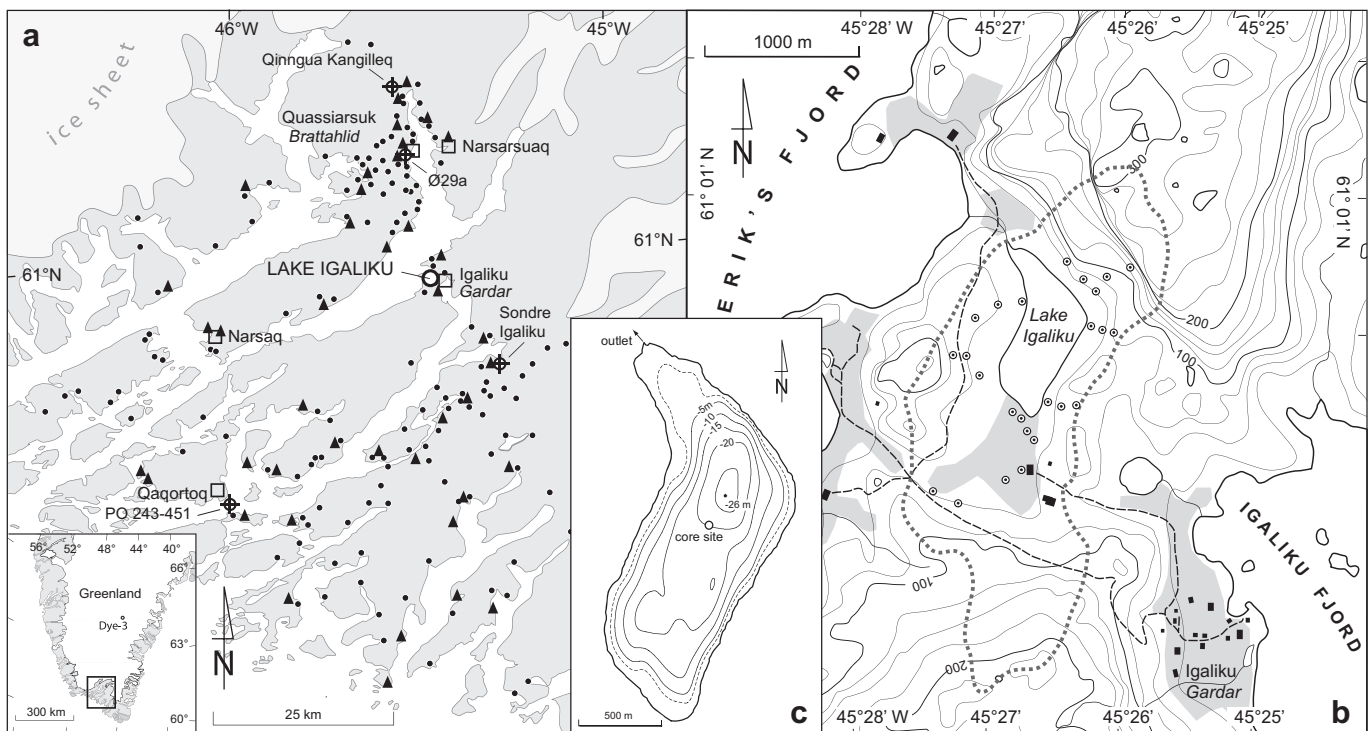 a
46°W
45°W
ice sheet
Qinngua Kangilleq
Quassiarsuk
Brattahlid
Narsarsuaq
Ø29a
61°N
61°N
LAKE IGALIKU
Igaliku
Gardar
Sondre
Igaliku
Narsaq
Qaqortoq
PO 243-451
56°
52°
48°
44°
40°
66°
Greenland
Dye-3
63°
60°
300 km
N
25 km
outlet
N
-5m
-10
-15
-20
-26 m
core site
500 m
c
1000 m
45°28' W
45°27'
45°26'
45°25'
N
61° 01' N
61° 01' N
ERIK'S FJORD
300
Lake
Igaliku
200
100
100
200
IGALIKU FJORD
Igaliku
Gardar
45°28' W
45°27'
45°26'
45°25'
b